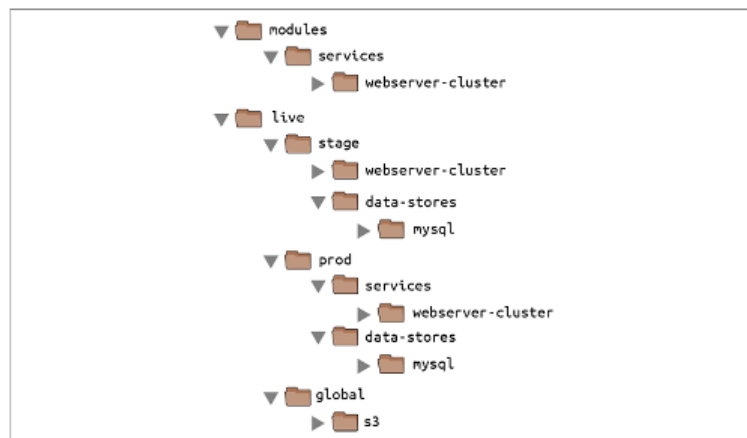 modules
services
webserver-cluster
live
stage
webserver-cluster
data-stores
mysql
prod
services
webserver-cluster
data-stores
mysql
global
s3